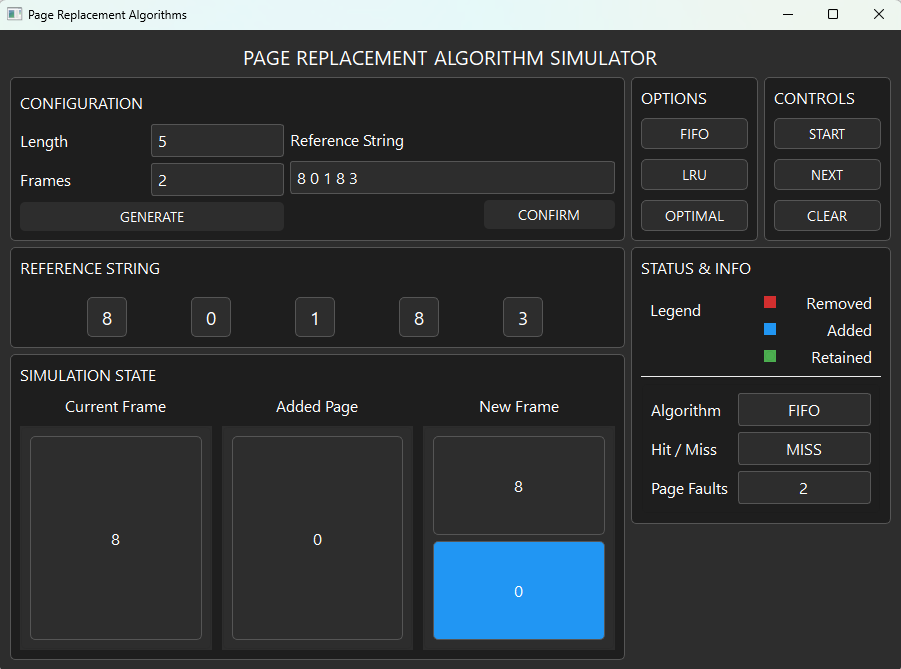 Page Replacement Algorithms
PAGE REPLACEMENT ALGORITHM SIMULATOR
CONFIGURATION
Length
5
Reference String
Frames
2
8 0 1 8 3
GENERATE
CONFIRM
OPTIONS
FIFO
LRU
OPTIMAL
CONTROLS
START
NEXT
CLEAR
REFERENCE STRING
8 0 1 8 3
STATUS & INFO
Legend
Removed
Added
Retained
Algorithm FIFO
Hit / Miss MISS
Page Faults 2
SIMULATION STATE
Current Frame Added Page New Frame
8
0
8
0